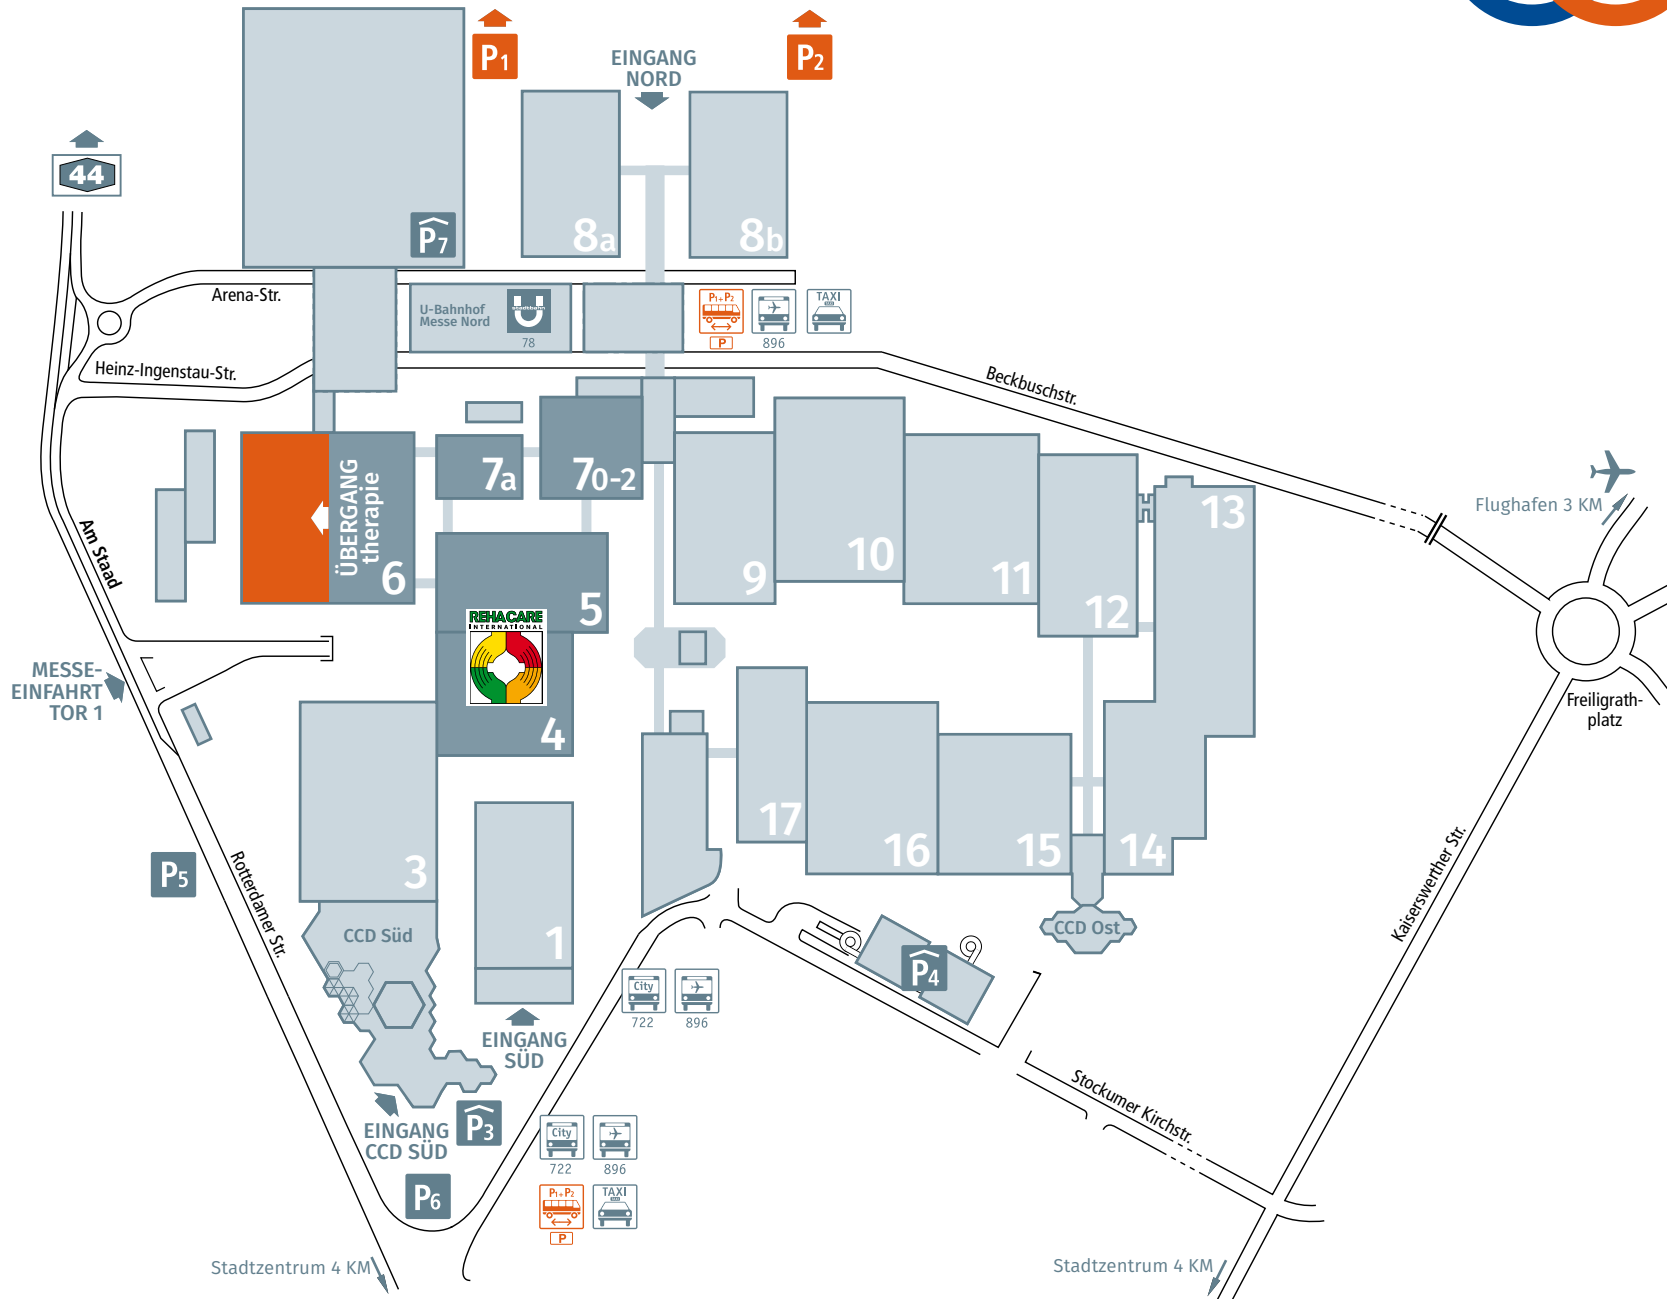 P1
P2
EINGANG
NORD
44
P7
8a
8b
Arena-Str.
U-Bahnhof
Messe Nord
stadtbahn
U
78
P1+P2
P
896
TAXI
Heinz-Ingenstau-Str.
Beckbuschstr.
ÜBERGANG
therapie
6
7a
70-2
9
10
11
12
13
Flughafen 3 KM
Am Staad
5
REHACARE
INTERNATIONAL
4
MESSE-
EINFAHRT
TOR 1
Freiligrath-
platz
3
1
17
16
15
14
P5
Rotterdamer Str.
Kaiserswerther Str.
CCD Süd
CCD Ost
P4
City
722
896
EINGANG
SÜD
EINGANG
CCD SÜD
P3
P6
City
722
896
P1+P2
P
TAXI
Stockumer Kirchstr.
Stadtzentrum 4 KM
Stadtzentrum 4 KM